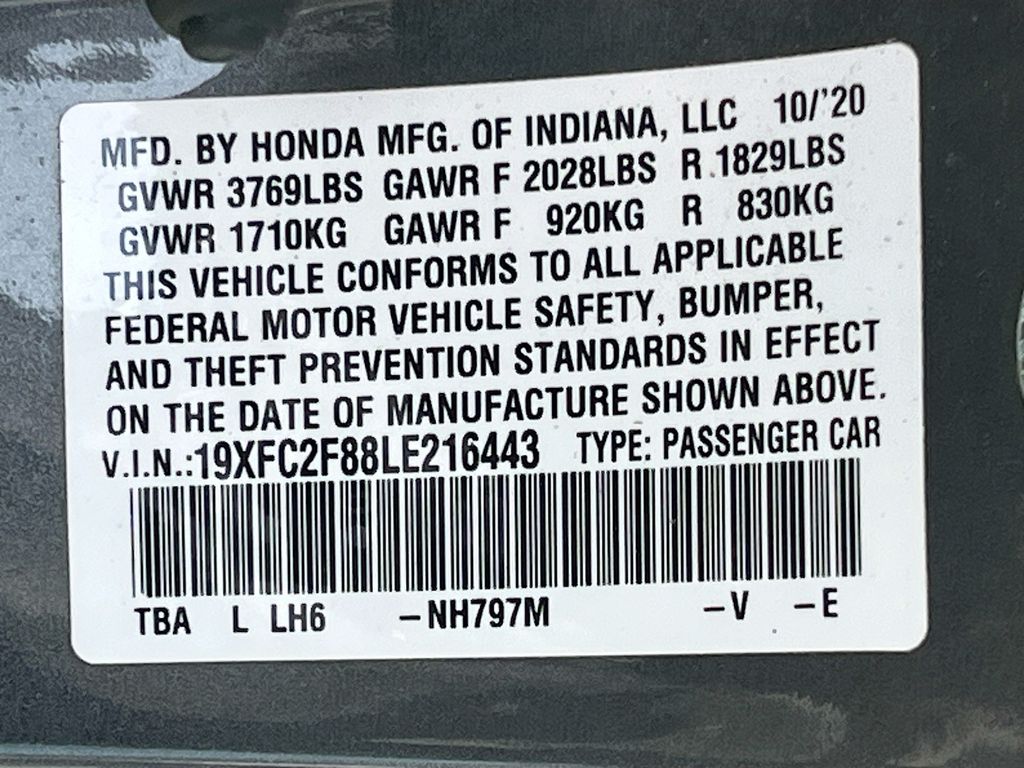 MFD. BY HONDA MFG. OF INDIANA, LLC 10/'20
GVWR 3769LBS GAWR F 2028LBS R 1829LBS
GVWR 1710KG GAWR F 920KG R 830KG
THIS VEHICLE CONFORMS TO ALL APPLICABLE
FEDERAL MOTOR VEHICLE SAFETY, BUMPER,
AND THEFT PREVENTION STANDARDS IN EFFECT
ON THE DATE OF MANUFACTURE SHOWN ABOVE.
V.I.N.:19XFC2F88LE216443 TYPE: PASSENGER CAR
TBA L LH6 –NH797M –V –E